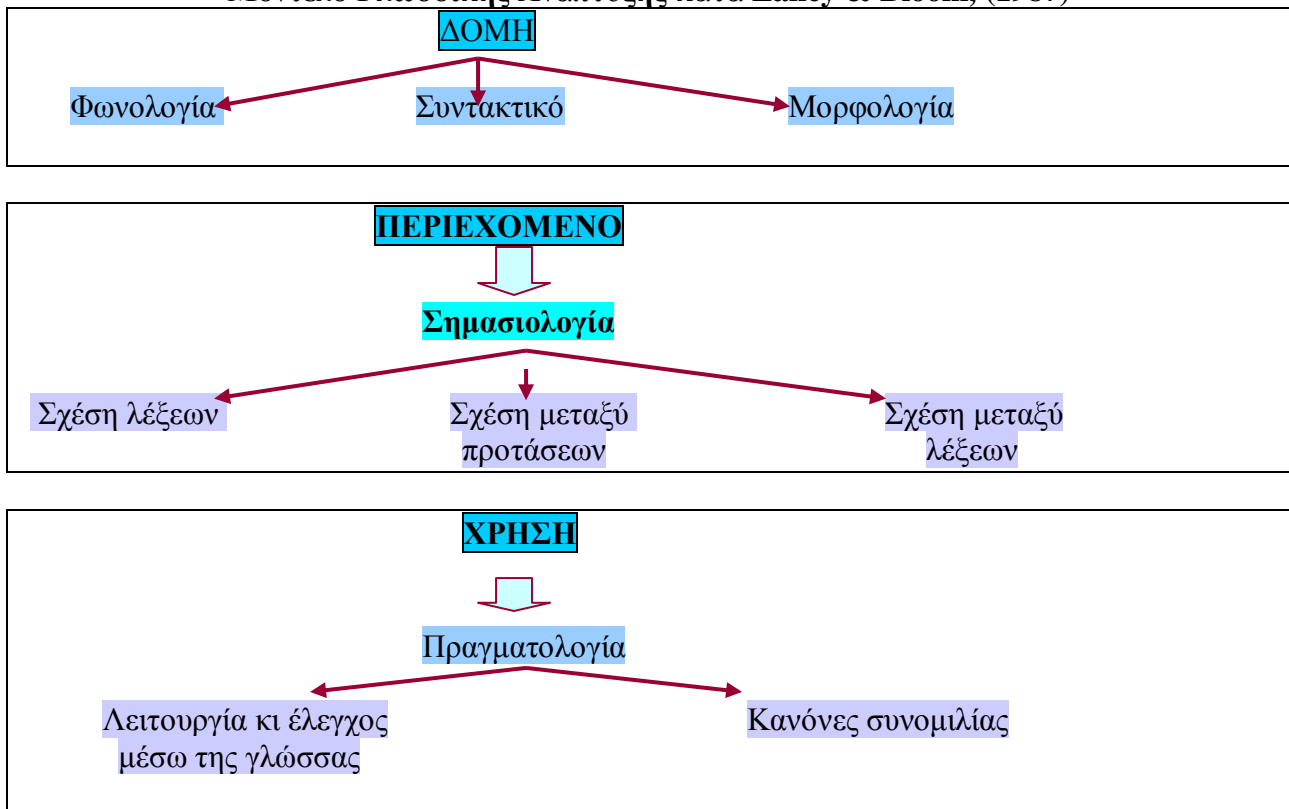 ΔΟΜΗ
Φωνολογία Συντακτικό Μορφολογία
ΠΕΡΙΕΧΟΜΕΝΟ
Σημασιολογία
Σχέση λέξεων Σχέση μεταξύ Σχέση μεταξύ
προτάσεων λέξεων
ΧΡΗΣΗ
Πραγματολογία
Λειτουργία κι έλεγχος Κανόνες συνομιλίας
μέσω της γλώσσας